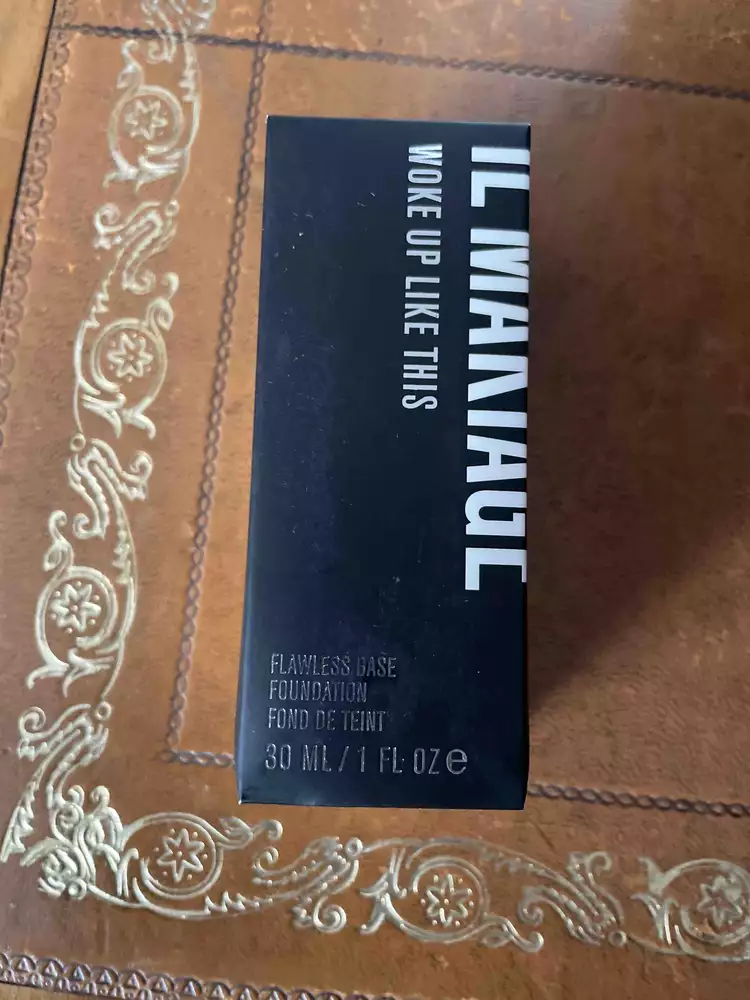 IL MAKIAGE
WOKE UP LIKE THIS
FLAWLESS BASE
FOUNDATION
FOND DE TEINT
30 ML / 1 FL OZ e